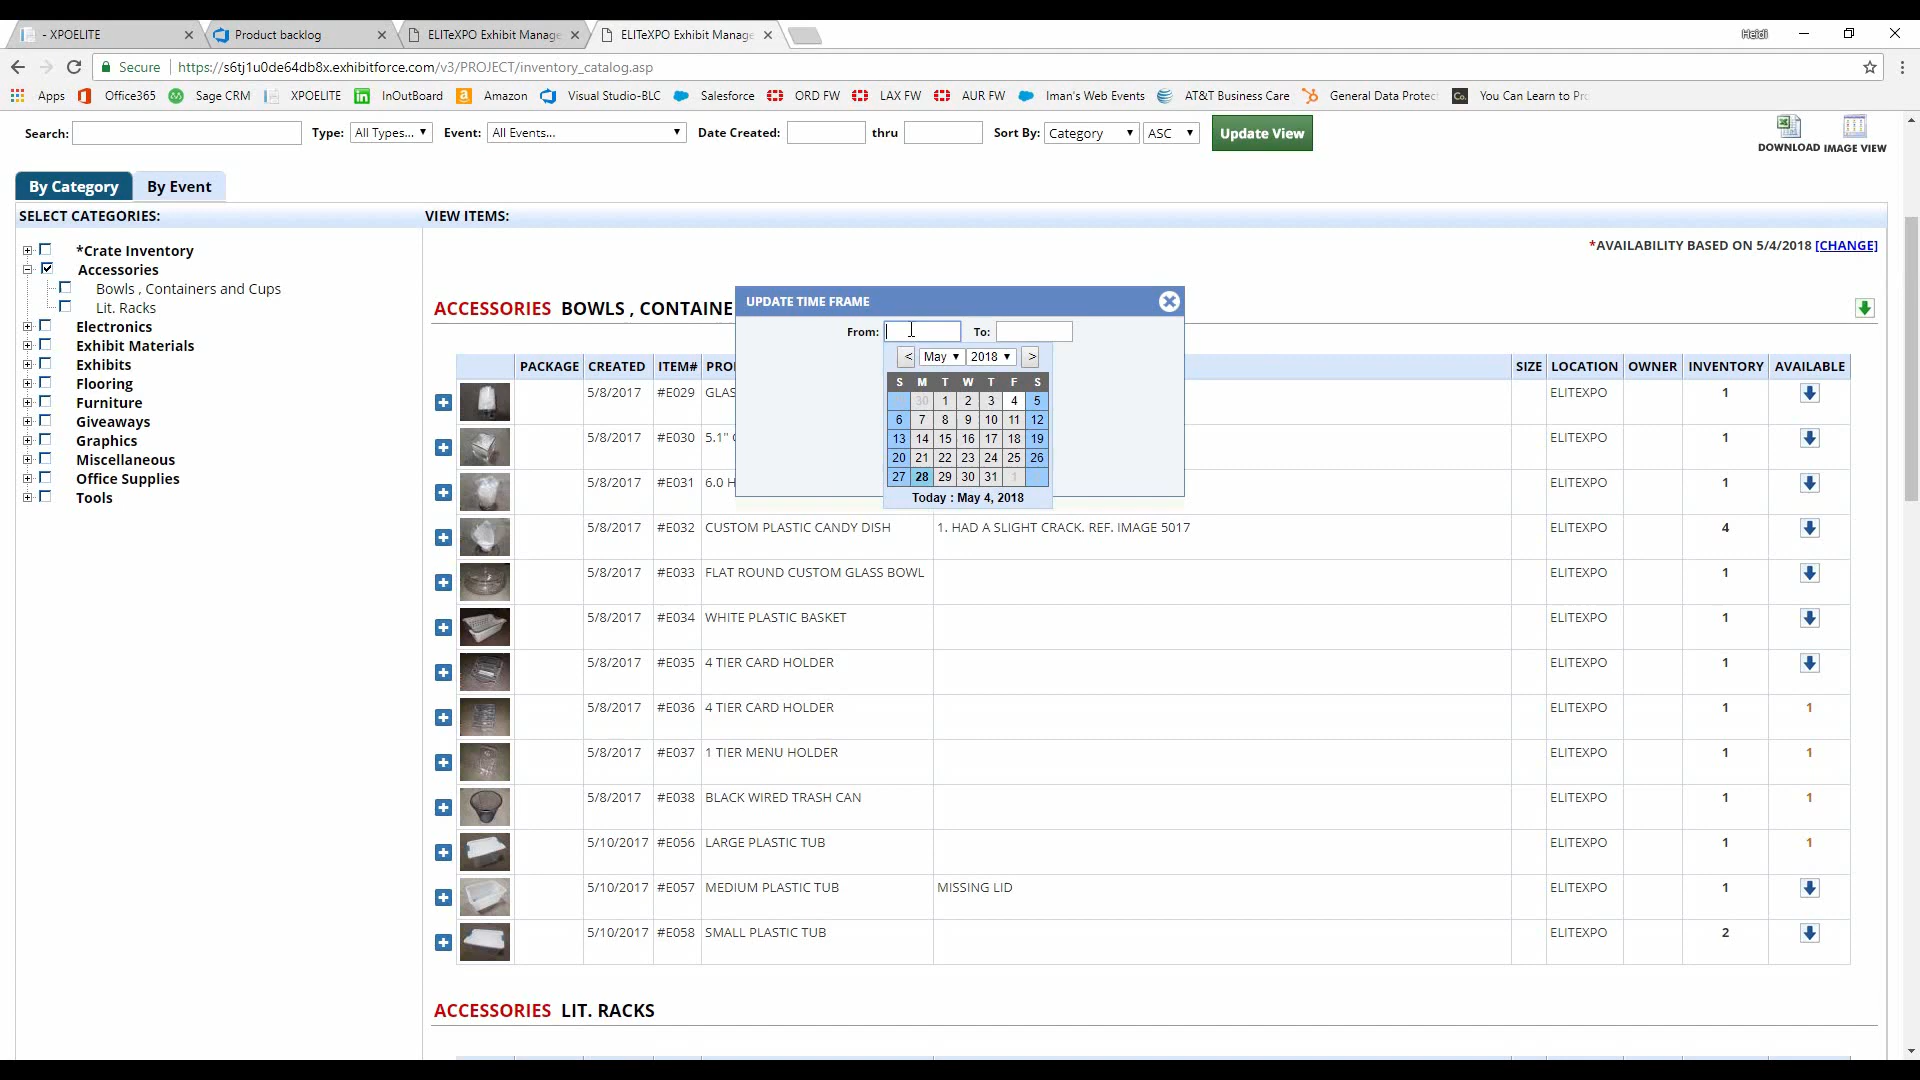 - XPOELITE
Product backlog
ELITeXPO Exhibit Manage
ELITeXPO Exhibit Manage
Heidi
Secure
https://s6tj1u0de64db8x.exhibitforce.com/v3/PROJECT/inventory_catalog.asp
Apps Office365 Sage CRM XPOELITE InOutBoard Amazon Visual Studio-BLC Salesforce ORD FW LAX FW AUR FW Iman's Web Events AT&T Business Care General Data Protec You Can Learn to Pr
Search: Type: All Types... Event: All Events... Date Created: thru Sort By: Category ASC Update View
DOWNLOAD IMAGE VIEW
By Category By Event
SELECT CATEGORIES: VIEW ITEMS:
*AVAILABILITY BASED ON 5/4/2018 [CHANGE]
*Crate Inventory
Accessories
Bowls , Containers and Cups
Lit. Racks
Electronics
Exhibit Materials
Exhibits
Flooring
Furniture
Giveaways
Graphics
Miscellaneous
Office Supplies
Tools
ACCESSORIES BOWLS , CONTAINE
UPDATE TIME FRAME
From: To:
< May 2018 >
S M T W T F S
30 1 2 3 4 5
6 7 8 9 10 11 12
13 14 15 16 17 18 19
20 21 22 23 24 25 26
27 28 29 30 31 1
Today : May 4, 2018
PACKAGE CREATED ITEM# PRO SIZE LOCATION OWNER INVENTORY AVAILABLE
5/8/2017 #E029 GLAS ELITEXPO 1
5/8/2017 #E030 5.1" ELITEXPO 1
5/8/2017 #E031 6.0 H ELITEXPO 1
5/8/2017 #E032 CUSTOM PLASTIC CANDY DISH 1. HAD A SLIGHT CRACK. REF. IMAGE 5017 ELITEXPO 4
5/8/2017 #E033 FLAT ROUND CUSTOM GLASS BOWL ELITEXPO 1
5/8/2017 #E034 WHITE PLASTIC BASKET ELITEXPO 1
5/8/2017 #E035 4 TIER CARD HOLDER ELITEXPO 1
5/8/2017 #E036 4 TIER CARD HOLDER ELITEXPO 1 1
5/8/2017 #E037 1 TIER MENU HOLDER ELITEXPO 1 1
5/8/2017 #E038 BLACK WIRED TRASH CAN ELITEXPO 1 1
5/10/2017 #E056 LARGE PLASTIC TUB ELITEXPO 1 1
5/10/2017 #E057 MEDIUM PLASTIC TUB MISSING LID ELITEXPO 1
5/10/2017 #E058 SMALL PLASTIC TUB ELITEXPO 2
ACCESSORIES LIT. RACKS